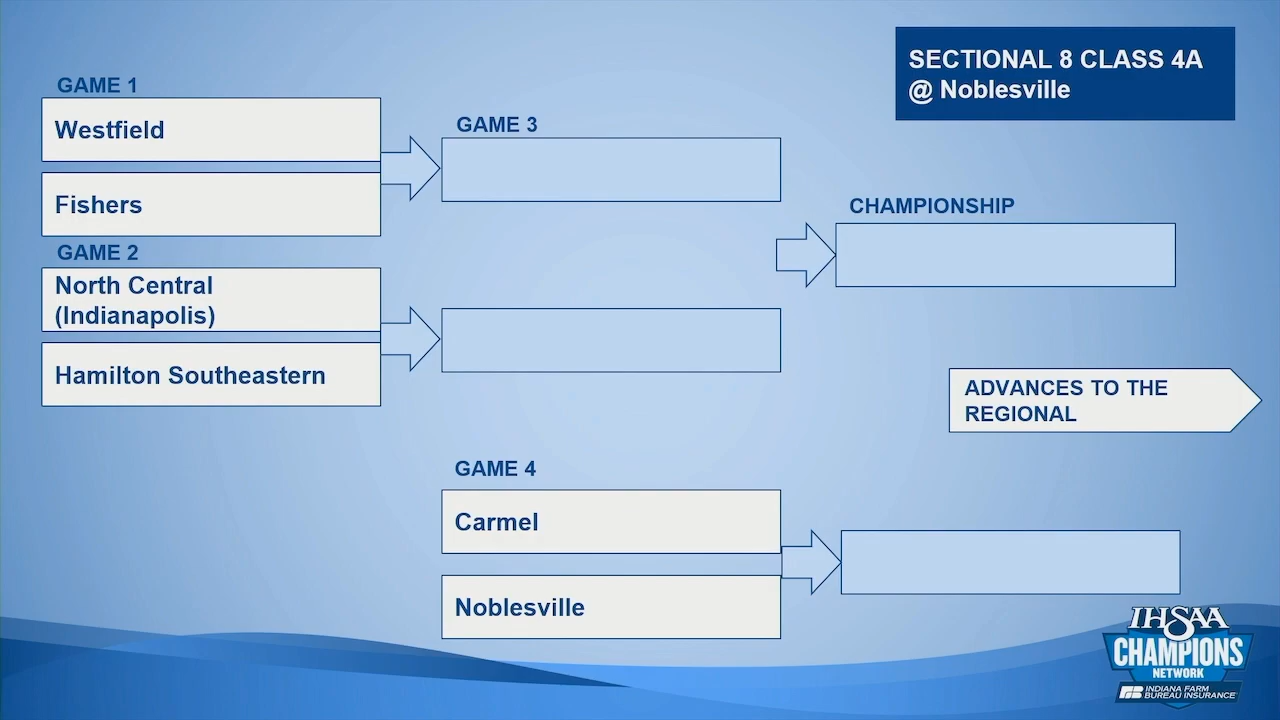 SECTIONAL 8 CLASS 4A
@ Noblesville
GAME 1
Westfield
Fishers
GAME 2
North Central
(Indianapolis)
Hamilton Southeastern
GAME 3
CHAMPIONSHIP
ADVANCES TO THE
REGIONAL
GAME 4
Carmel
Noblesville
IHSAA
CHAMPIONS
NETWORK
INDIANA FARM
BUREAU INSURANCE